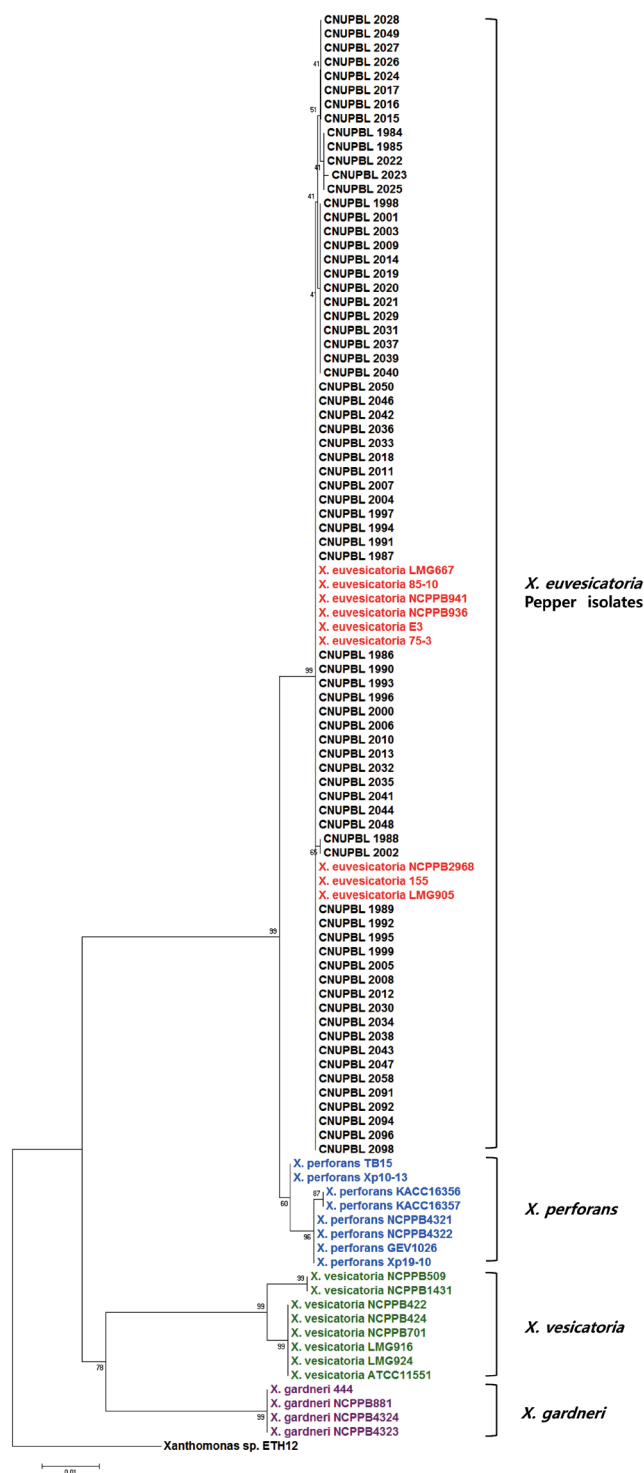 CNUPBL 2028
CNUPBL 2049
CNUPBL 2027
CNUPBL 2026
41
CNUPBL 2024
CNUPBL 2017
CNUPBL 2016
51
CNUPBL 2015
CNUPBL 1984
CNUPBL 1985
CNUPBL 2022
41
CNUPBL 2023
CNUPBL 2025
41
CNUPBL 1998
CNUPBL 2001
CNUPBL 2003
CNUPBL 2009
CNUPBL 2014
CNUPBL 2019
CNUPBL 2020
41
CNUPBL 2021
CNUPBL 2029
CNUPBL 2031
CNUPBL 2037
CNUPBL 2039
CNUPBL 2040
CNUPBL 2050
CNUPBL 2046
CNUPBL 2042
CNUPBL 2036
CNUPBL 2033
CNUPBL 2018
CNUPBL 2011
CNUPBL 2007
CNUPBL 2004
CNUPBL 1997
CNUPBL 1994
CNUPBL 1991
CNUPBL 1987
X. euvesicatoria LMG667
X. euvesicatoria 85-10
X. euvesicatoria NCPPB941
X. euvesicatoria NCPPB936
X. euvesicatoria E3
X. euvesicatoria 75-3
X. euvesicatoria
Pepper isolates
CNUPBL 1986
99
CNUPBL 1990
CNUPBL 1993
CNUPBL 1996
CNUPBL 2000
CNUPBL 2006
CNUPBL 2010
CNUPBL 2013
CNUPBL 2032
CNUPBL 2035
CNUPBL 2041
CNUPBL 2044
CNUPBL 2048
CNUPBL 1988
65
CNUPBL 2002
X. euvesicatoria NCPPB2968
X. euvesicatoria 155
X. euvesicatoria LMG905
CNUPBL 1989
CNUPBL 1992
99
CNUPBL 1995
CNUPBL 1999
CNUPBL 2005
CNUPBL 2008
CNUPBL 2012
CNUPBL 2030
CNUPBL 2034
CNUPBL 2038
CNUPBL 2043
CNUPBL 2047
CNUPBL 2058
CNUPBL 2091
CNUPBL 2092
CNUPBL 2094
CNUPBL 2096
CNUPBL 2098
X. perforans TB15
X. perforans Xp10-13
87
X. perforans KACC16356
60
X. perforans KACC16357
X. perforans NCPPB4321
96
X. perforans NCPPB4322
X. perforans GEV1026
X. perforans Xp19-10
X. perforans
99
X. vesicatoria NCPPB509
X. vesicatoria NCPPB1431
99
X. vesicatoria NCPPB422
X. vesicatoria NCPPB424
X. vesicatoria NCPPB701
99
X. vesicatoria LMG916
X. vesicatoria LMG924
X. vesicatoria ATCC11551
X. vesicatoria
78
X. gardneri 444
X. gardneri NCPPB881
99
X. gardneri NCPPB4324
X. gardneri NCPPB4323
X. gardneri
Xanthomonas sp. ETH12
0.01